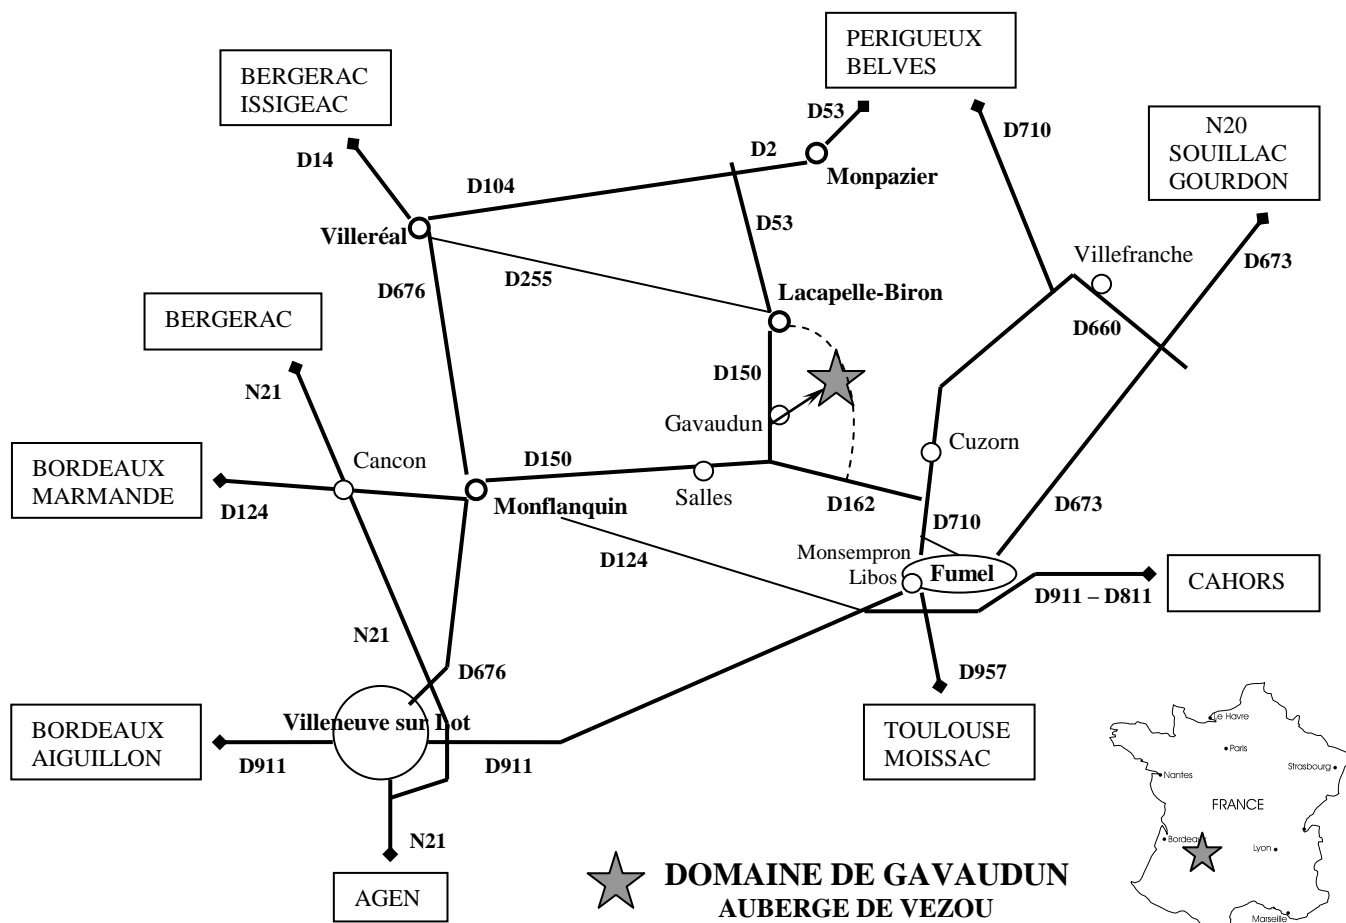 PERIGUEUX
BELVES
BERGERAC
ISSIGEAC
D53
D710
N20
SOUILLAC
GOURDON
D14
D2
Monpazier
D104
D53
Villeréal
Villefranche
D673
D255
D676
Lacapelle-Biron
BERGERAC
D660
D150
N21
Gavaudun
Cuzorn
Cancon
D150
BORDEAUX
MARMANDE
Salles
Monflanquin
D162
D673
D124
D710
D124
Monsempron
Libos
Fumel
CAHORS
D911 – D811
N21
D676
D957
Villeneuve sur Lot
BORDEAUX
AIGUILLON
TOULOUSE
MOISSAC
D911
D911
Le Havre
Paris
Strasbourg
Nantes
FRANCE
Bordeaux
Lyon
Marseille
N21
AGEN
DOMAINE DE GAVAUDUN
AUBERGE DE VEZOU